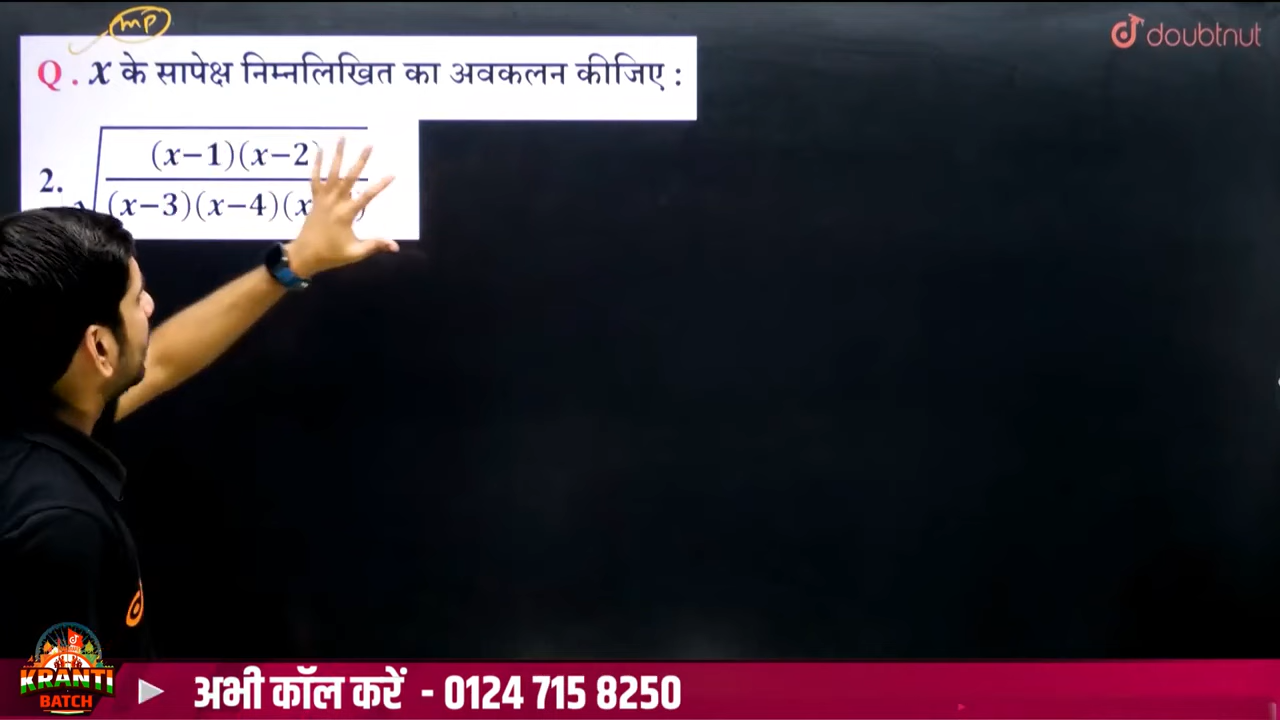 mp
doubtnut
Q. x के सापेक्ष निम्नलिखित का अवकलन कीजिए :
2. √
(x−1)(x−2)
(x−3)(x−4)(x
KRANTI
BATCH
अभी कॉल करें - 0124 715 8250